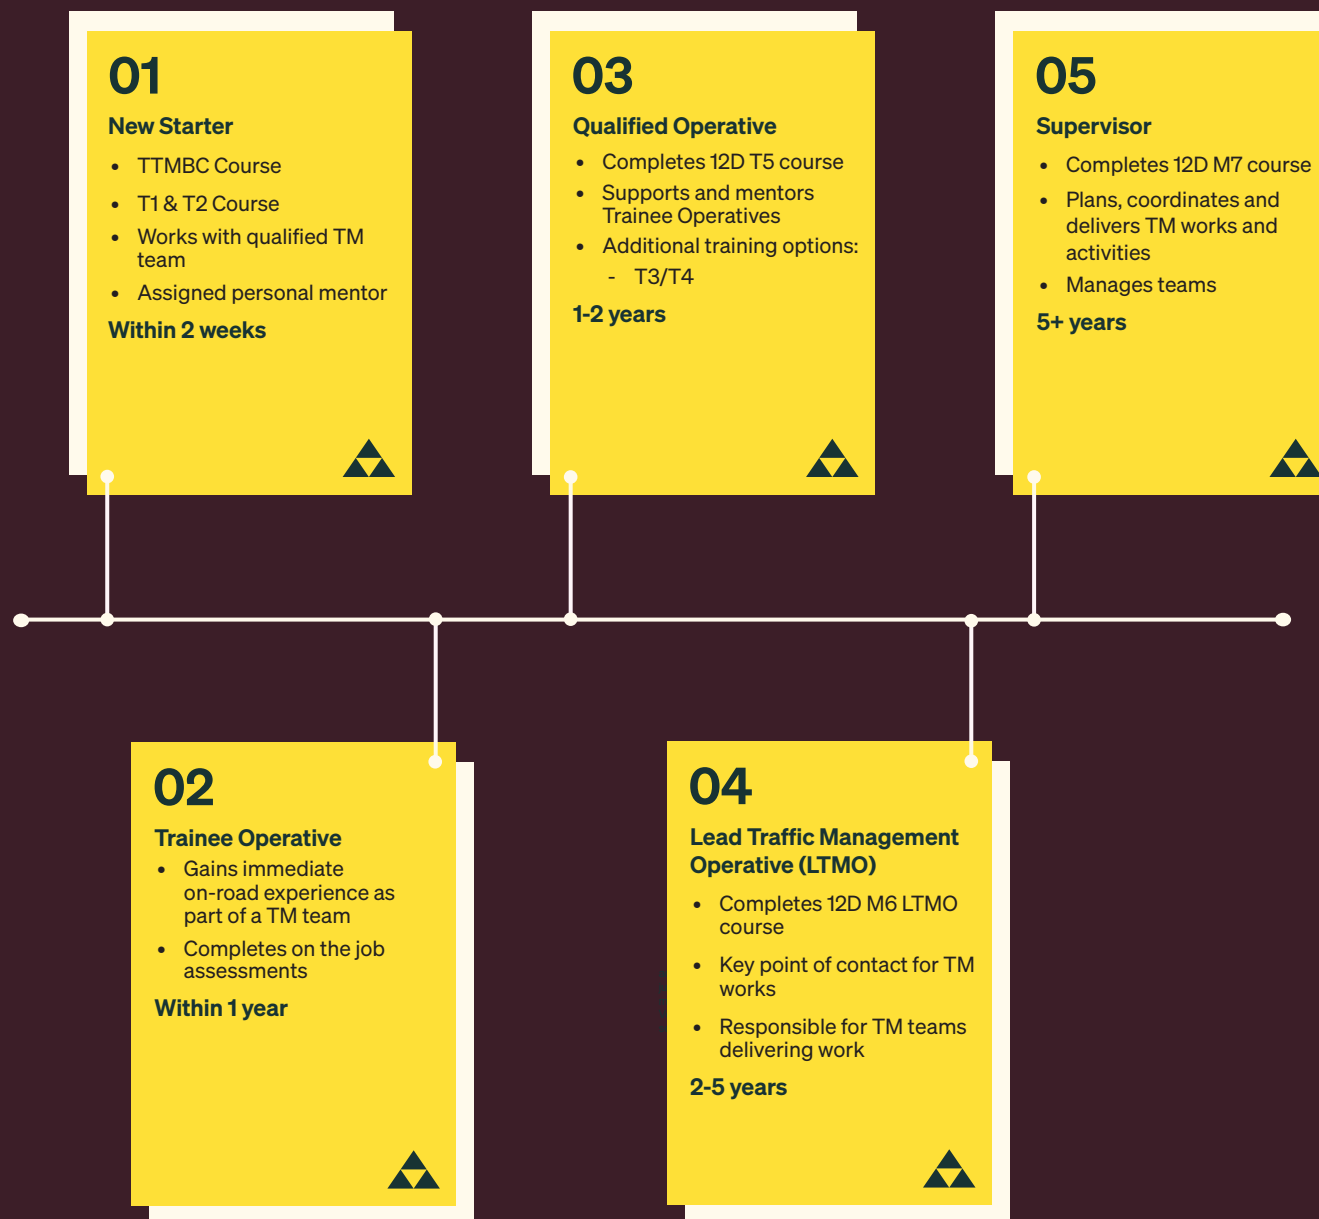 01
New Starter
• TTMBC Course
• T1 & T2 Course
• Works with qualified TM
team
• Assigned personal mentor
Within 2 weeks
03
Qualified Operative
• Completes 12D T5 course
• Supports and mentors
Trainee Operatives
• Additional training options:
- T3/T4
1-2 years
05
Supervisor
• Completes 12D M7 course
• Plans, coordinates and
delivers TM works and
activities
• Manages teams
5+ years
02
Trainee Operative
• Gains immediate
on-road experience as
part of a TM team
• Completes on the job
assessments
Within 1 year
04
Lead Traffic Management
Operative (LTMO)
• Completes 12D M6 LTMO
course
• Key point of contact for TM
works
• Responsible for TM teams
delivering work
2-5 years